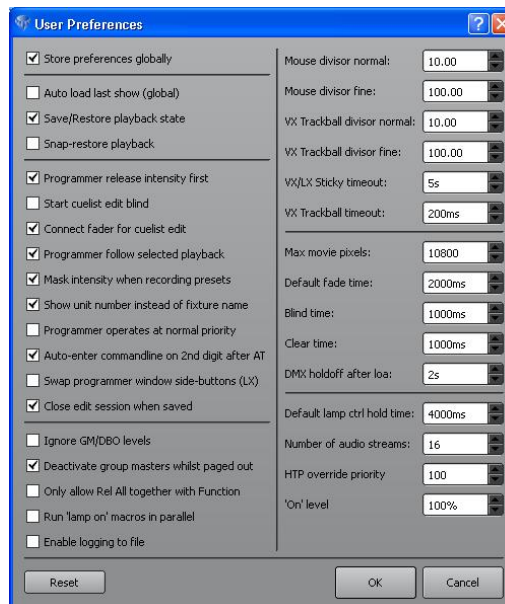 User Preferences
Store preferences globally
Auto load last show (global)
Save/Restore playback state
Snap-restore playback
Programmer release intensity first
Start cuelist edit blind
Connect fader for cuelist edit
Programmer follow selected playback
Mask intensity when recording presets
Show unit number instead of fixture name
Programmer operates at normal priority
Auto-enter commandline on 2nd digit after AT
Swap programmer window side-buttons (LX)
Close edit session when saved
Ignore GM/DBO levels
Deactivate group masters whilst paged out
Only allow Rel All together with Function
Run 'lamp on' macros in parallel
Enable logging to file
Mouse divisor normal: 10.00
Mouse divisor fine: 100.00
VX Trackball divisor normal: 10.00
VX Trackball divisor fine: 100.00
VX/LX Sticky timeout: 5s
VX Trackball timeout: 200ms
Max movie pixels: 10800
Default fade time: 2000ms
Blind time: 1000ms
Clear time: 1000ms
DMX holdoff after loa: 2s
Default lamp ctrl hold time: 4000ms
Number of audio streams: 16
HTP override priority 100
'On' level 100%
Reset
OK
Cancel